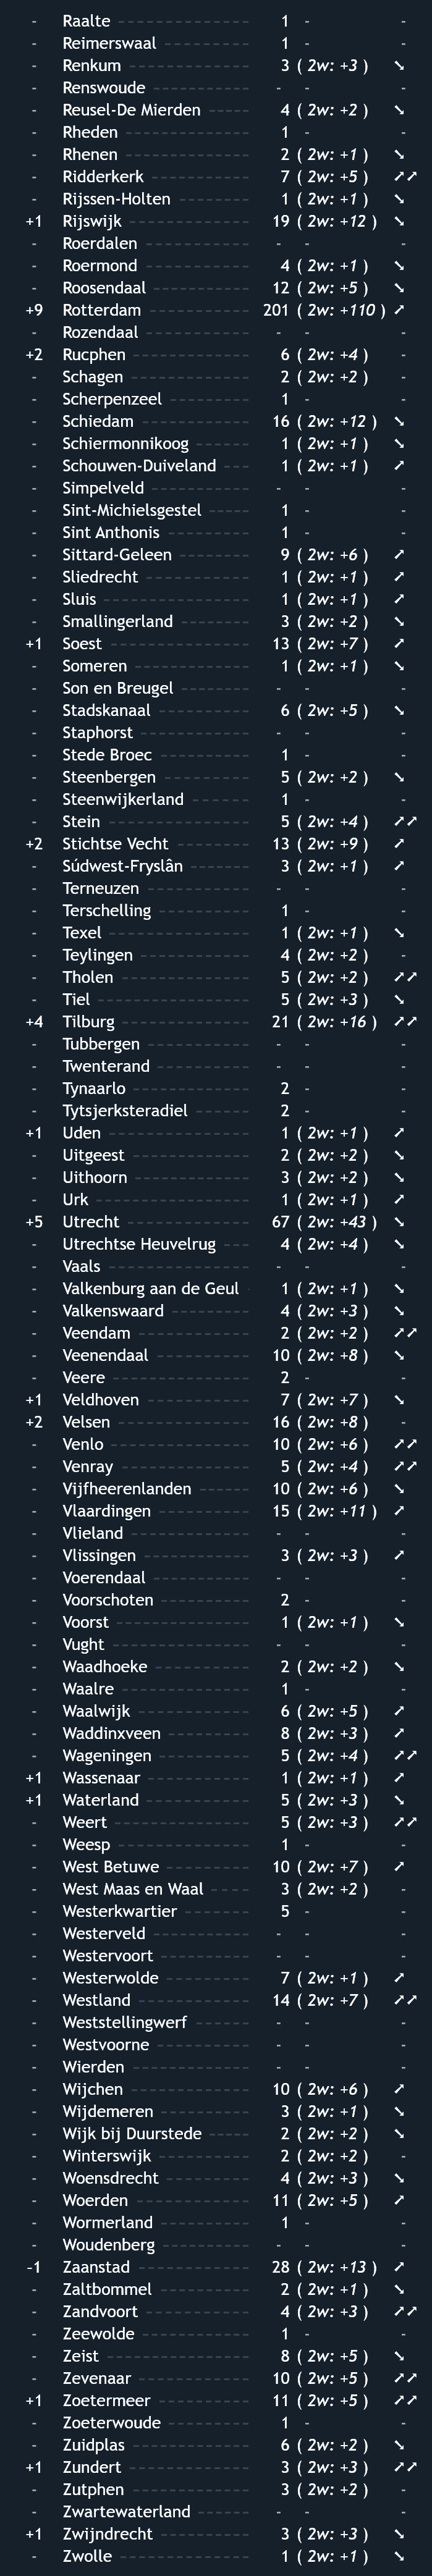 - Raalte 1 - -
- Reimerswaal 1 - -
- Renkum 3 ( 2w: +3 ) ➘
- Renswoude - - -
- Reusel-De Mierden 4 ( 2w: +2 ) ➘
- Rheden 1 - -
- Rhenen 2 ( 2w: +1 ) ➘
- Ridderkerk 7 ( 2w: +5 ) ➚➚
- Rijssen-Holten 1 ( 2w: +1 ) ➘
+1 Rijswijk 19 ( 2w: +12 ) ➘
- Roerdalen - - -
- Roermond 4 ( 2w: +1 ) ➘
- Roosendaal 12 ( 2w: +5 ) ➘
+9 Rotterdam 201 ( 2w: +110 ) ➚
- Rozendaal - - -
+2 Rucphen 6 ( 2w: +4 ) -
- Schagen 2 ( 2w: +2 ) -
- Scherpenzeel 1 - -
- Schiedam 16 ( 2w: +12 ) ➘
- Schiermonnikoog 1 ( 2w: +1 ) ➘
- Schouwen-Duiveland 1 ( 2w: +1 ) ➚
- Simpelveld - - -
- Sint-Michielsgestel 1 - -
- Sint Anthonis 1 - -
- Sittard-Geleen 9 ( 2w: +6 ) ➚
- Sliedrecht 1 ( 2w: +1 ) ➚
- Sluis 1 ( 2w: +1 ) ➚
- Smallingerland 3 ( 2w: +2 ) ➘
+1 Soest 13 ( 2w: +7 ) ➚
- Someren 1 ( 2w: +1 ) ➘
- Son en Breugel - - -
- Stadskanaal 6 ( 2w: +5 ) ➘
- Staphorst - - -
- Stede Broec 1 - -
- Steenbergen 5 ( 2w: +2 ) ➘
- Steenwijkerland 1 - -
- Stein 5 ( 2w: +4 ) ➚➚
+2 Stichtse Vecht 13 ( 2w: +9 ) ➚
- Súdwest-Fryslân 3 ( 2w: +1 ) ➚
- Terneuzen - - -
- Terschelling 1 - -
- Texel 1 ( 2w: +1 ) ➘
- Teylingen 4 ( 2w: +2 ) -
- Tholen 5 ( 2w: +2 ) ➚➚
- Tiel 5 ( 2w: +3 ) ➘
+4 Tilburg 21 ( 2w: +16 ) ➚➚
- Tubbergen - - -
- Twenterand - - -
- Tynaarlo 2 - -
- Tytsjerksteradiel 2 - -
+1 Uden 1 ( 2w: +1 ) ➚
- Uitgeest 2 ( 2w: +2 ) ➘
- Uithoorn 3 ( 2w: +2 ) ➘
- Urk 1 ( 2w: +1 ) ➚
+5 Utrecht 67 ( 2w: +43 ) ➘
- Utrechtse Heuvelrug 4 ( 2w: +4 ) ➘
- Vaals - - -
- Valkenburg aan de Geul 1 ( 2w: +1 ) ➘
- Valkenswaard 4 ( 2w: +3 ) ➘
- Veendam 2 ( 2w: +2 ) ➚➚
- Veenendaal 10 ( 2w: +8 ) ➘
- Veere 2 - -
+1 Veldhoven 7 ( 2w: +7 ) ➘
+2 Velsen 16 ( 2w: +8 ) -
- Venlo 10 ( 2w: +6 ) ➚➚
- Venray 5 ( 2w: +4 ) ➚➚
- Vijfheerenlanden 10 ( 2w: +6 ) ➘
- Vlaardingen 15 ( 2w: +11 ) ➚
- Vlieland - - -
- Vlissingen 3 ( 2w: +3 ) ➚
- Voerendaal - - -
- Voorschoten 2 - -
- Voorst 1 ( 2w: +1 ) ➘
- Vught - - -
- Waadhoeke 2 ( 2w: +2 ) ➘
- Waalre 1 - -
- Waalwijk 6 ( 2w: +5 ) ➚
- Waddinxveen 8 ( 2w: +3 ) ➚
- Wageningen 5 ( 2w: +4 ) ➚➚
+1 Wassenaar 1 ( 2w: +1 ) ➚
+1 Waterland 5 ( 2w: +3 ) ➘
- Weert 5 ( 2w: +3 ) ➚➚
- Weesp 1 - -
- West Betuwe 10 ( 2w: +7 ) ➚
- West Maas en Waal 3 ( 2w: +2 ) -
- Westerkwartier 5 - -
- Westerveld - - -
- Westervoort - - -
- Westerwolde 7 ( 2w: +1 ) ➚
- Westland 14 ( 2w: +7 ) ➚➚
- Weststellingwerf - - -
- Westvoorne - - -
- Wierden - - -
- Wijchen 10 ( 2w: +6 ) ➚
- Wijdemeren 3 ( 2w: +1 ) ➘
- Wijk bij Duurstede 2 ( 2w: +2 ) ➘
- Winterswijk 2 ( 2w: +2 ) -
- Woensdrecht 4 ( 2w: +3 ) ➘
- Woerden 11 ( 2w: +5 ) ➚
- Wormerland 1 - -
- Woudenberg - - -
-1 Zaanstad 28 ( 2w: +13 ) ➚
- Zaltbommel 2 ( 2w: +1 ) ➘
- Zandvoort 4 ( 2w: +3 ) ➚➚
- Zeewolde 1 - -
- Zeist 8 ( 2w: +5 ) ➘
- Zevenaar 10 ( 2w: +5 ) ➚➚
+1 Zoetermeer 11 ( 2w: +5 ) ➚➚
- Zoeterwoude 1 - -
- Zuidplas 6 ( 2w: +2 ) ➘
+1 Zundert 3 ( 2w: +3 ) ➚➚
- Zutphen 3 ( 2w: +2 ) -
- Zwartewaterland - - -
+1 Zwijndrecht 3 ( 2w: +3 ) ➘
- Zwolle 1 ( 2w: +1 ) ➘